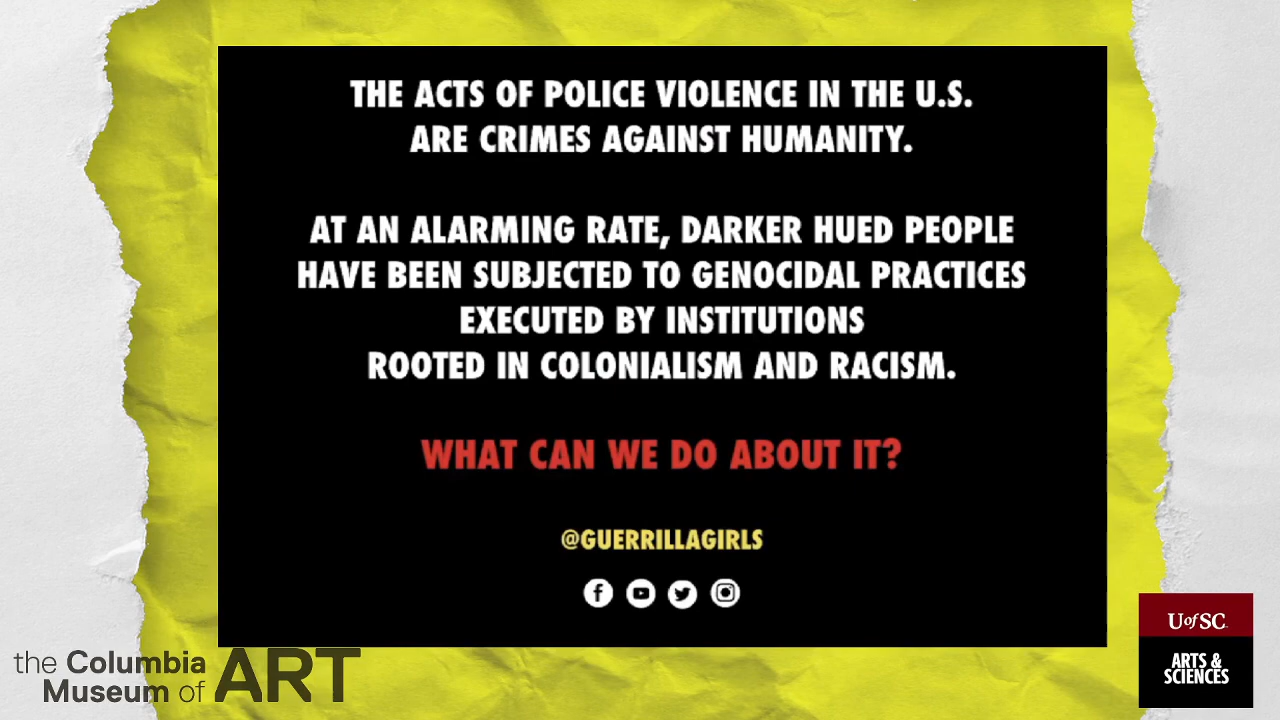 THE ACTS OF POLICE VIOLENCE IN THE U.S.
ARE CRIMES AGAINST HUMANITY.
AT AN ALARMING RATE, DARKER HUED PEOPLE
HAVE BEEN SUBJECTED TO GENOCIDAL PRACTICES
EXECUTED BY INSTITUTIONS
ROOTED IN COLONIALISM AND RACISM.
WHAT CAN WE DO ABOUT IT?
@GUERRILLAGIRLS
the Columbia
Museum of ART
UofSC
ARTS &
SCIENCES